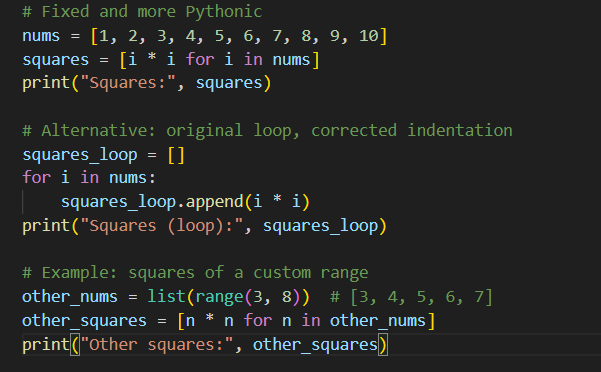 # Fixed and more Pythonic
nums = [1, 2, 3, 4, 5, 6, 7, 8, 9, 10]
squares = [i * i for i in nums]
print("Squares:", squares)

# Alternative: original loop, corrected indentation
squares_loop = []
for i in nums:
    squares_loop.append(i * i)
print("Squares (loop):", squares_loop)

# Example: squares of a custom range
other_nums = list(range(3, 8))  # [3, 4, 5, 6, 7]
other_squares = [n * n for n in other_nums]
print("Other squares:", other_squares)